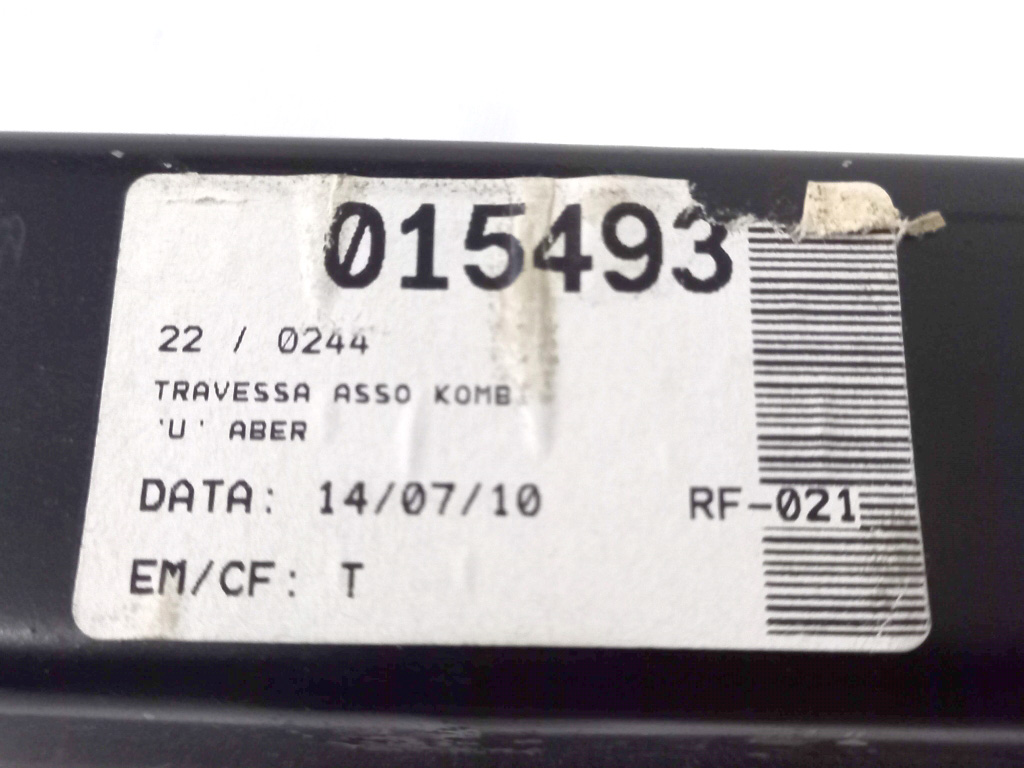 015493
22 / 0244
TRAVESSA ASSO KOMB
'U' ABER
DATA: 14/07/10 RF-021
EM/CF: T